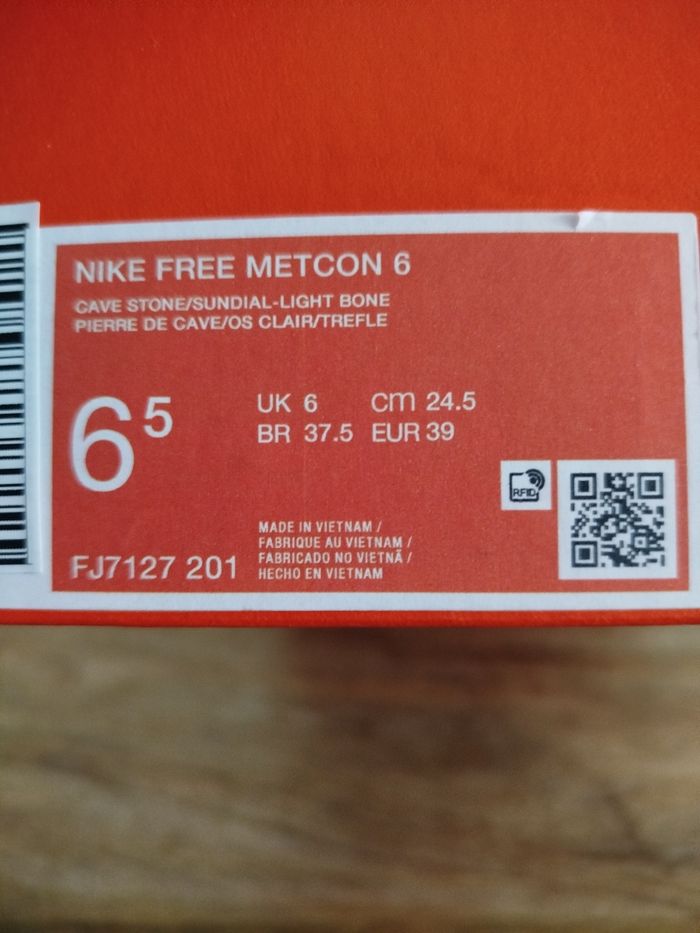 NIKE FREE METCON 6
CAVE STONE/SUNDIAL-LIGHT BONE
PIERRE DE CAVE/OS CLAIR/TREFLE
6 5
UK 6 cm 24.5
BR 37.5 EUR 39
RFID
MADE IN VIETNAM /
FABRIQUE AU VIETNAM /
FABRICADO NO VIETNÃ /
HECHO EN VIETNAM
FJ7127 201